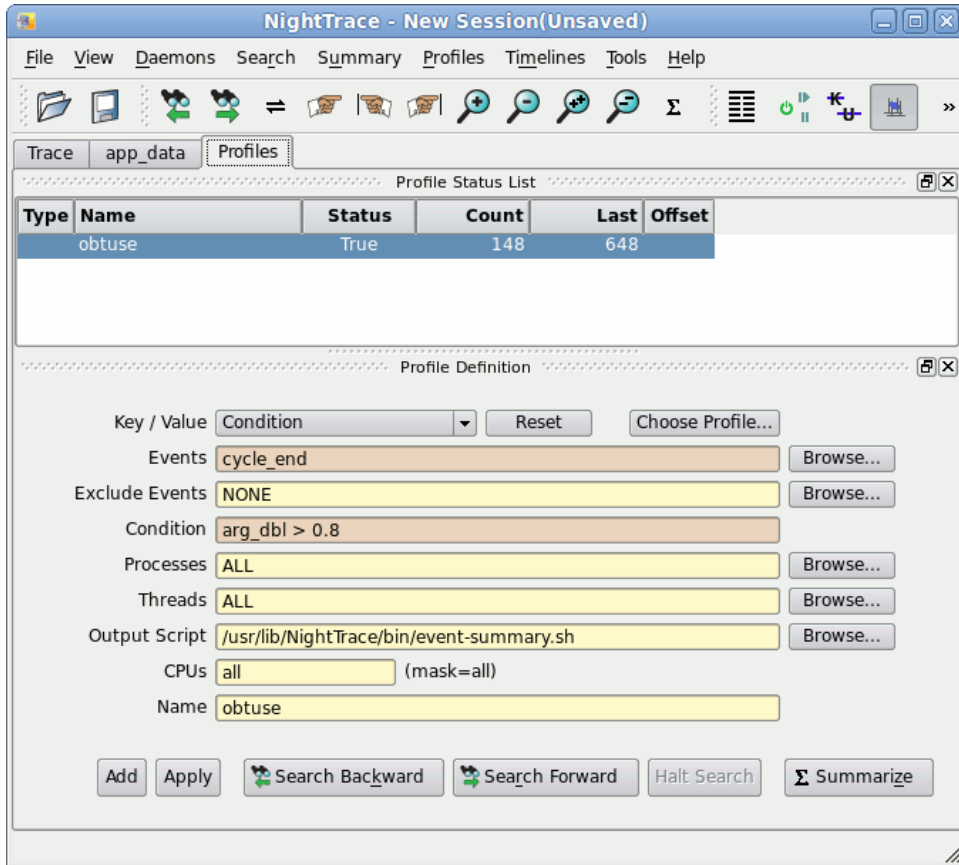 NightTrace - New Session(Unsaved)
File View Daemons Search Summary Profiles Timelines Tools Help
Σ K U »
Trace app_data Profiles
Profile Status List
Type Name Status Count Last Offset
obtuse True 148 648
Profile Definition
Key / Value Condition Reset Choose Profile...
Events cycle_end Browse...
Exclude Events NONE Browse...
Condition arg_dbl > 0.8
Processes ALL Browse...
Threads ALL Browse...
Output Script /usr/lib/NightTrace/bin/event-summary.sh Browse...
CPUs all (mask=all)
Name obtuse
Add Apply Search Backward Search Forward Halt Search Σ Summarize